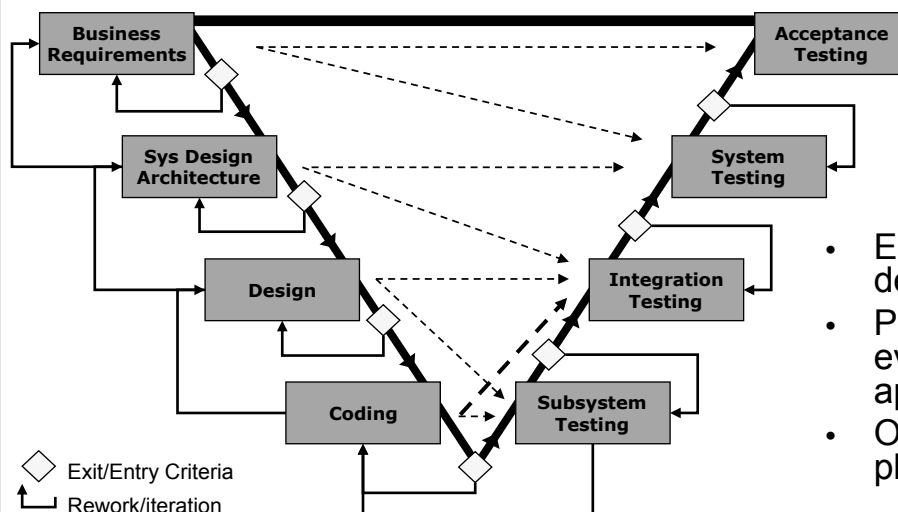 Business
Requirements
Acceptance
Testing
Sys Design
Architecture
System
Testing
Design
Integration
Testing
Coding
Subsystem
Testing
Exit/Entry Criteria
Rework/iteration
•
•
•